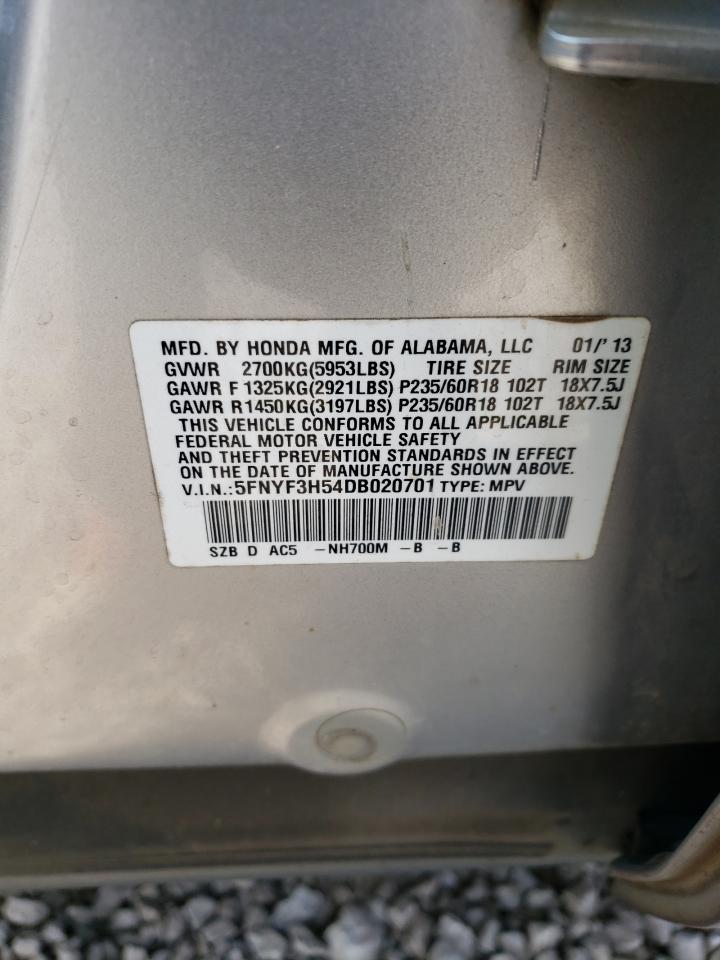 MFD. BY HONDA MFG. OF ALABAMA, LLC 01/' 13
GVWR 2700KG(5953LBS) TIRE SIZE RIM SIZE
GAWR F 1325KG(2921LBS) P235/60R18 102T 18X7.5J
GAWR R1450KG(3197LBS) P235/60R18 102T 18X7.5J
THIS VEHICLE CONFORMS TO ALL APPLICABLE
FEDERAL MOTOR VEHICLE SAFETY
AND THEFT PREVENTION STANDARDS IN EFFECT
ON THE DATE OF MANUFACTURE SHOWN ABOVE.
V.I.N.:5FNYF3H54DB020701 TYPE: MPV
SZB D AC5 -NH700M -B -B